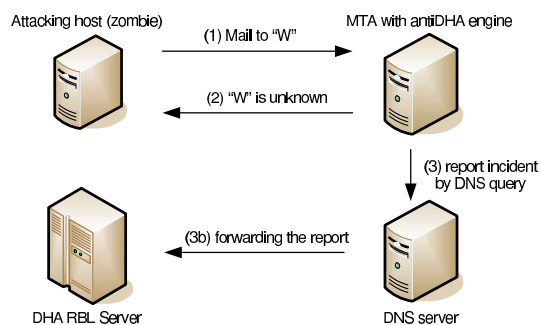 Attacking host (zombie)
MTA with antiDHA engine
(1) Mail to “W”
(2) “W” is unknown
(3) report incident
by DNS query
(3b) forwarding the report
DHA RBL Server
DNS server